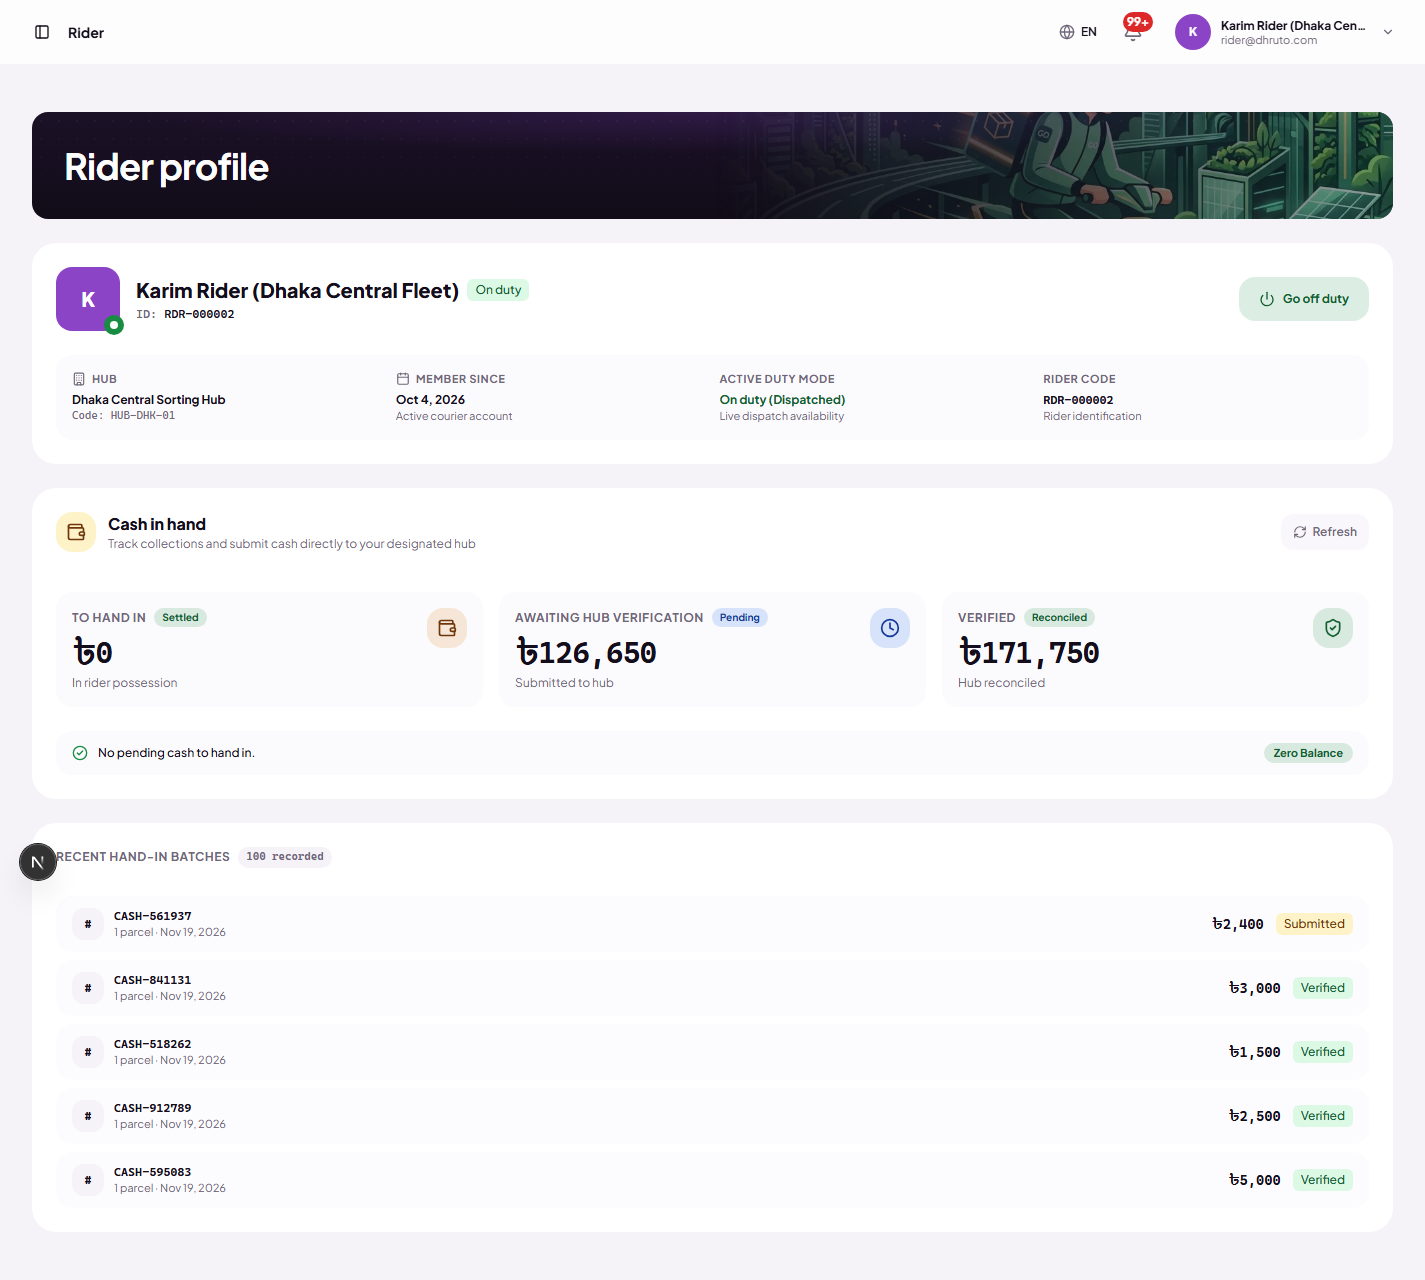 Rider
EN
99+
K
Karim Rider (Dhaka Cen...
rider@dhruto.com
Rider profile
GO
K
Karim Rider (Dhaka Central Fleet)
On duty
ID: RDR-000002
Go off duty
HUB
Dhaka Central Sorting Hub
Code: HUB-DHK-01
MEMBER SINCE
Oct 4, 2026
Active courier account
ACTIVE DUTY MODE
On duty (Dispatched)
Live dispatch availability
RIDER CODE
RDR-000002
Rider identification
Cash in hand
Track collections and submit cash directly to your designated hub
Refresh
TO HAND IN Settled
৳0
In rider possession
AWAITING HUB VERIFICATION Pending
৳126,650
Submitted to hub
VERIFIED Reconciled
৳171,750
Hub reconciled
No pending cash to hand in.
Zero Balance
N
RECENT HAND-IN BATCHES 100 recorded
#
CASH-561937
1 parcel · Nov 19, 2026
৳2,400 Submitted
#
CASH-841131
1 parcel · Nov 19, 2026
৳3,000 Verified
#
CASH-518262
1 parcel · Nov 19, 2026
৳1,500 Verified
#
CASH-912789
1 parcel · Nov 19, 2026
৳2,500 Verified
#
CASH-595083
1 parcel · Nov 19, 2026
৳5,000 Verified